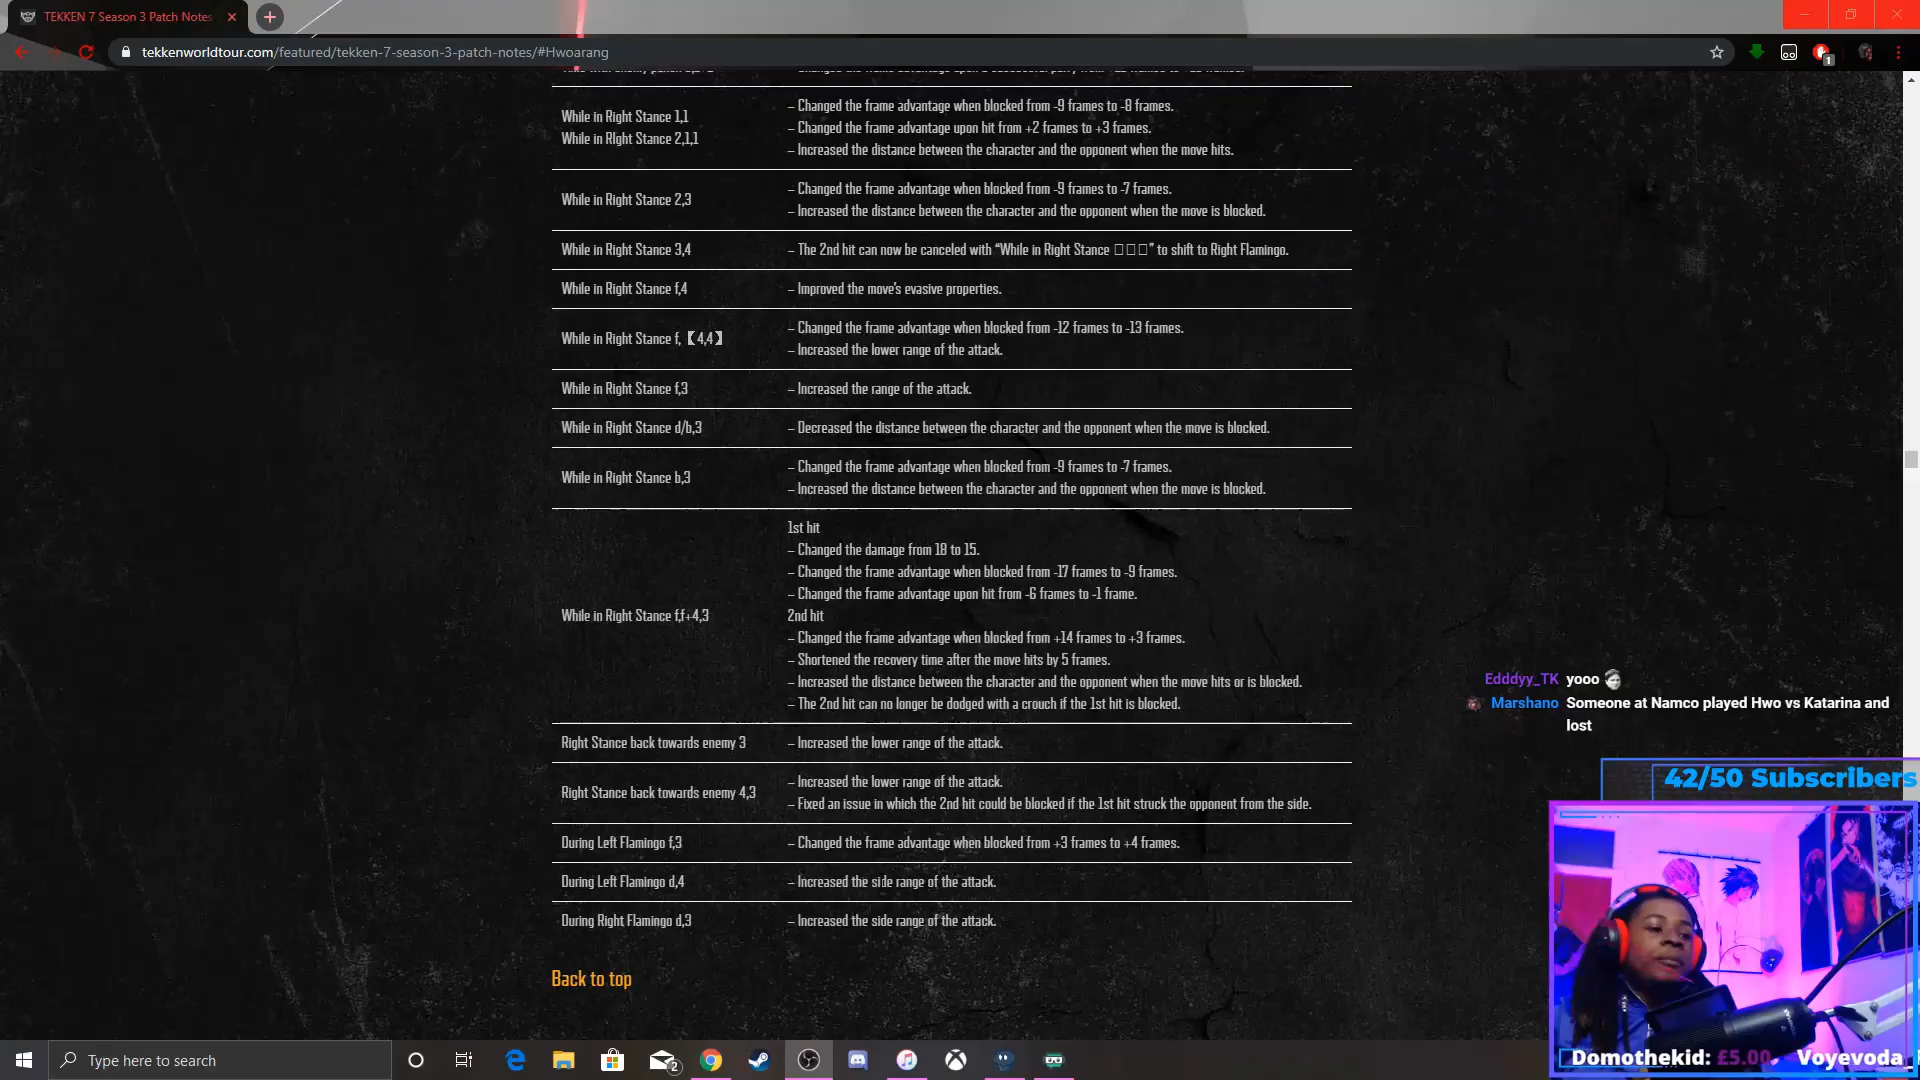 TEKKEN 7 Season 3 Patch Notes
tekkenworldtour.com/featured/tekken-7-season-3-patch-notes/#Hwoarang
1
While in Right Stance 1,1
While in RIght Stance 2,1,1
– Changed the frame advantage when blocked from -9 frames to -8 frames.
– Changed the frame advantage upon hit from +2 frames to +3 frames.
– Increased the distance between the character and the opponent when the move hits.
While in Right Stance 2,3
– Changed the frame advantage when blocked from -9 frames to -7 frames.
– Increased the distance between the character and the opponent when the move is blocked.
While in Right Stance 3,4
– The 2nd hit can now be canceled with “While in Right Stance □□□” to shift to Right Flamingo.
While in Right Stance f,4
– Improved the move's evasive properties.
While in Right Stance f,【4,4】
– Changed the frame advantage when blocked from -12 frames to -13 frames.
– Increased the lower range of the attack.
While in Right Stance f,3
– Increased the range of the attack.
While in Right Stance d/b,3
– Decreased the distance between the character and the opponent when the move is blocked.
While in Right Stance b,3
– Changed the frame advantage when blocked from -9 frames to -7 frames.
– Increased the distance between the character and the opponent when the move is blocked.
While in Right Stance f,f+4,3
1st hit
– Changed the damage from 18 to 15.
– Changed the frame advantage when blocked from -17 frames to -9 frames.
– Changed the frame advantage upon hit from -6 frames to -1 frame.
2nd hit
– Changed the frame advantage when blocked from +14 frames to +3 frames.
– Shortened the recovery time after the move hits by 5 frames.
– Increased the distance between the character and the opponent when the move hits or is blocked.
– The 2nd hit can no longer be dodged with a crouch if the 1st hit is blocked.
Right Stance back towards enemy 3
– Increased the lower range of the attack.
Right Stance back towards enemy 4,3
– Increased the lower range of the attack.
– Fixed an issue in which the 2nd hit could be blocked if the 1st hit struck the opponent from the side.
During Left Flamingo f,3
– Changed the frame advantage when blocked from +3 frames to +4 frames.
During Left Flamingo d,4
– Increased the side range of the attack.
During Right Flamingo d,3
– Increased the side range of the attack.
Back to top
Edddyy_TK yooo
Marshano Someone at Namco played Hwo vs Katarina and
lost
42/50 Subscribers
Domothekid: £5.00 Voyevoda
Type here to search
2